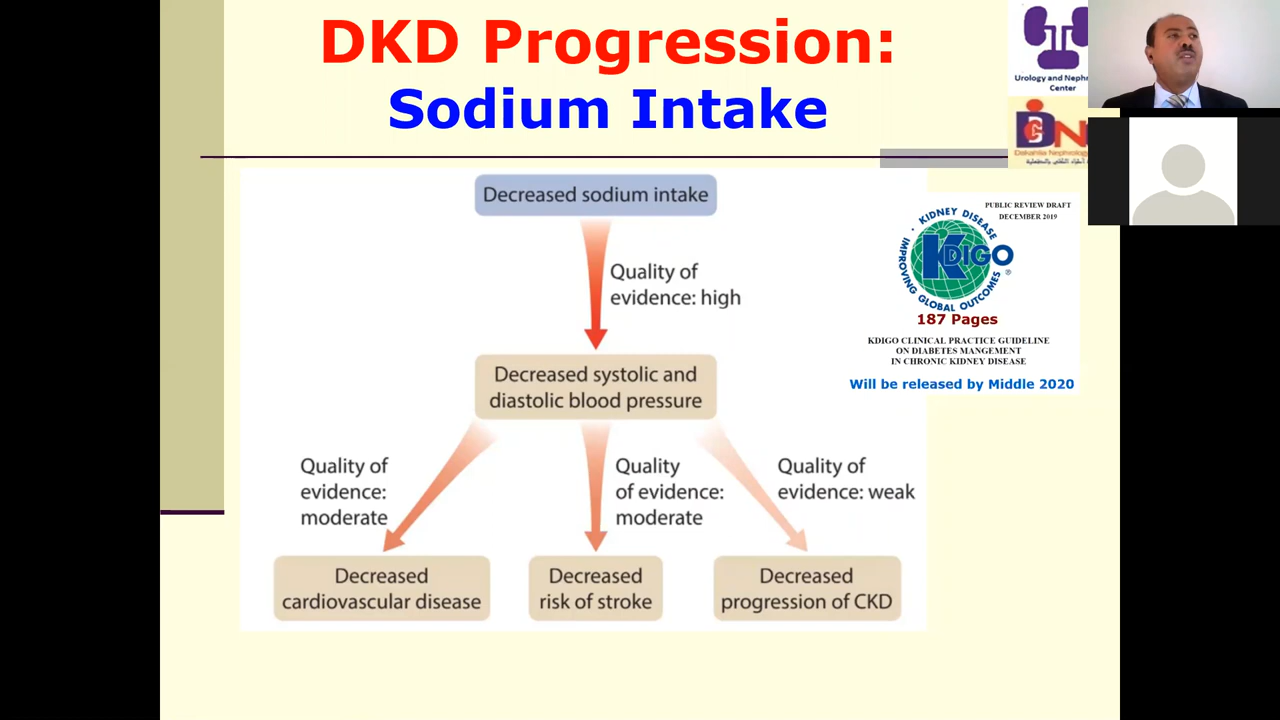 DKD Progression:
Sodium Intake
Urology and Neph
Center
Dakahlia Nephrology
Decreased sodium intake
Quality of
evidence: high
Decreased systolic and
diastolic blood pressure
Quality of
evidence:
moderate
Quality
of evidence:
moderate
Quality of
evidence: weak
Decreased
cardiovascular disease
Decreased
risk of stroke
Decreased
progression of CKD
PUBLIC REVIEW DRAFT
DECEMBER 2019
KIDNEY DISEASE
KDIGO
IMPROVING GLOBAL OUTCOMES
®
187 Pages
KDIGO CLINICAL PRACTICE GUIDELINE
ON DIABETES MANGEMENT
IN CHRONIC KIDNEY DISEASE
Will be released by Middle 2020